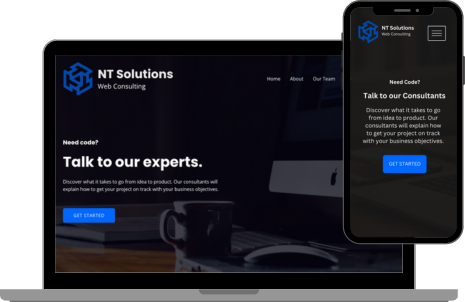 NT Solutions
Web Consulting
Home About Our Team
Need code?
Talk to our experts.
Discover what it takes to go from idea to product. Our consultants will
explain how to get your project on track with your business objectives.
GET STARTED
NT Solutions
Web Consulting
Need Code?
Talk to our Consultants
Discover what it takes to go
from idea to product. Our
consultants will explain how
to get your project on track
with your business objectives.
GET STARTED